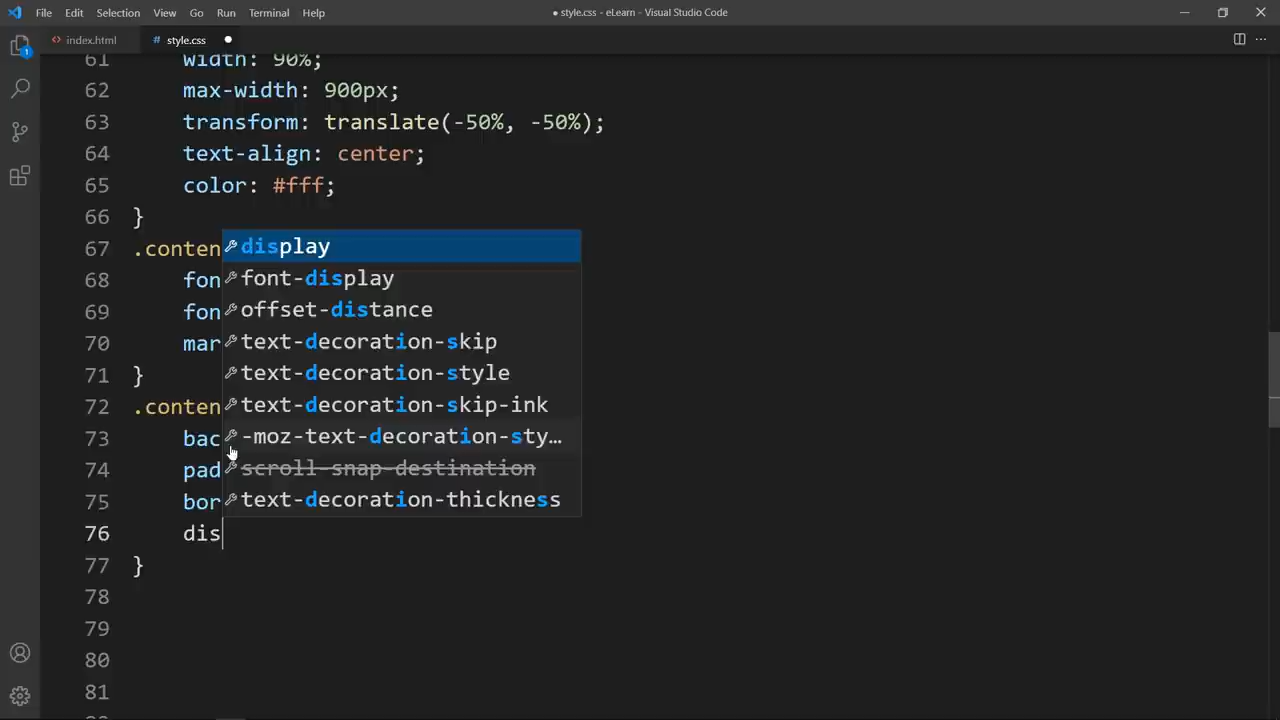 File Edit Selection View Go Run Terminal Help
● style.css - eLearn - Visual Studio Code
index.html
# style.css ●
1
61 width: 90%;
62 max-width: 900px;
63 transform: translate(-50%, -50%);
64 text-align: center;
65 color: #fff;
66 }
67 .conten
68 fon
69 fon
70 mar
71 }
72 .conten
73 bac
74 pad
75 bor
76 dis
77 }
78
79
80
81
display
font-display
offset-distance
text-decoration-skip
text-decoration-style
text-decoration-skip-ink
-moz-text-decoration-sty…
scroll-snap-destination
text-decoration-thickness